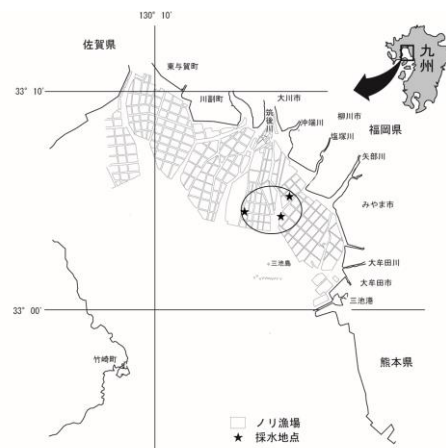 130° 10′
佐賀県
九州
東与賀町
33° 10′
川副町
大川市
筑後川
柳川市
沖端川
福岡県
塩塚川
矢部川
みやま市
三池島
大牟田川
大牟田市
33° 00′
三池港
竹崎町
熊本県
ノリ漁場
★ 採水地点